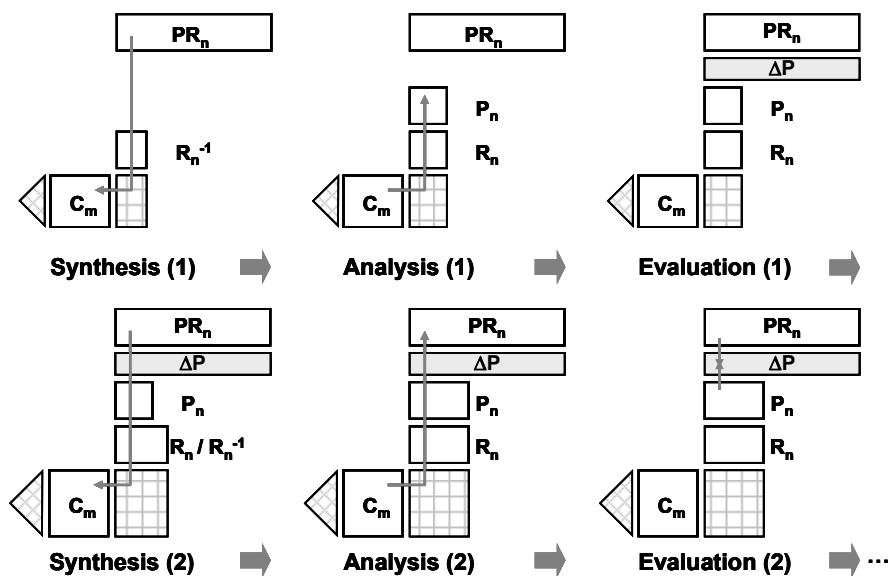 PRₙ
Rₙ⁻¹
Cₘ
Synthesis (1)
PRₙ
Pₙ
Rₙ
Cₘ
Analysis (1)
PRₙ
ΔP
Pₙ
Rₙ
Cₘ
Evaluation (1)
PRₙ
ΔP
Pₙ
Rₙ / Rₙ⁻¹
Cₘ
Synthesis (2)
PRₙ
ΔP
Pₙ
Rₙ
Cₘ
Analysis (2)
PRₙ
ΔP
Pₙ
Rₙ
Cₘ
Evaluation (2)
...